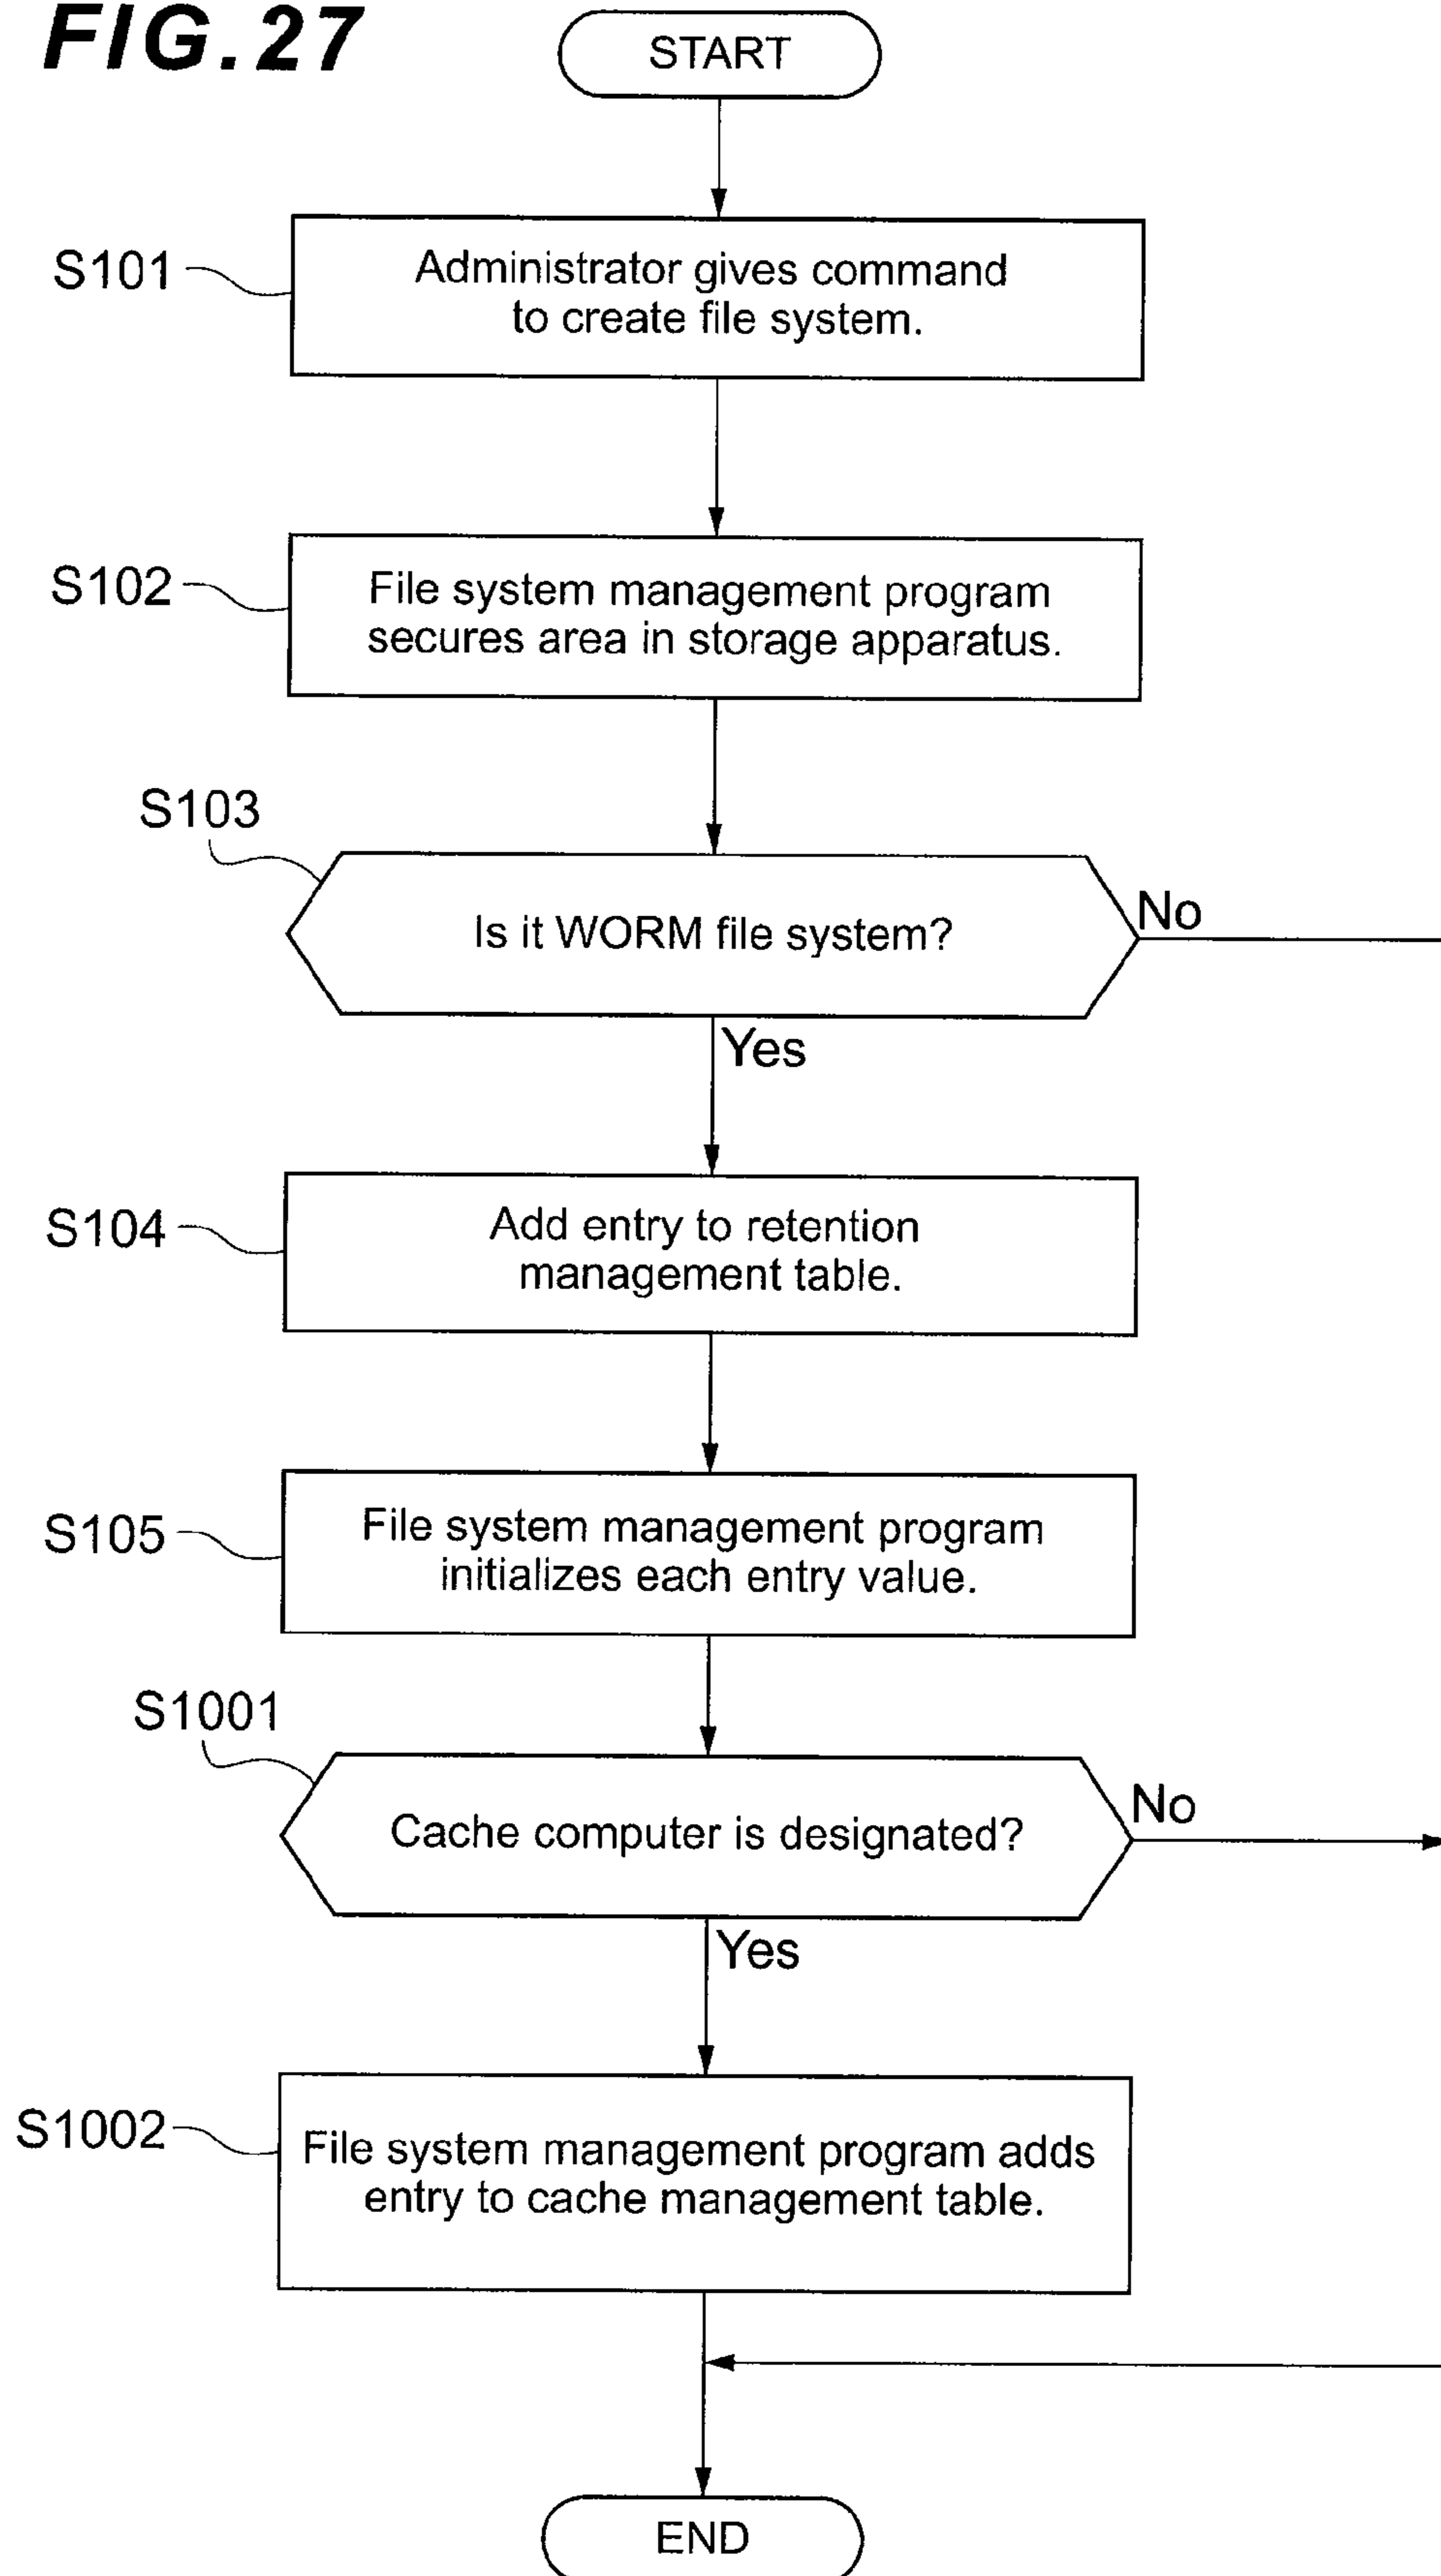 FIG.27
START
S101
Administrator gives command
to create file system.
S102
File system management program
secures area in storage apparatus.
S103
Is it WORM file system?
No
Yes
S104
Add entry to retention
management table.
S105
File system management program
initializes each entry value.
S1001
Cache computer is designated?
No
Yes
S1002
File system management program adds
entry to cache management table.
END